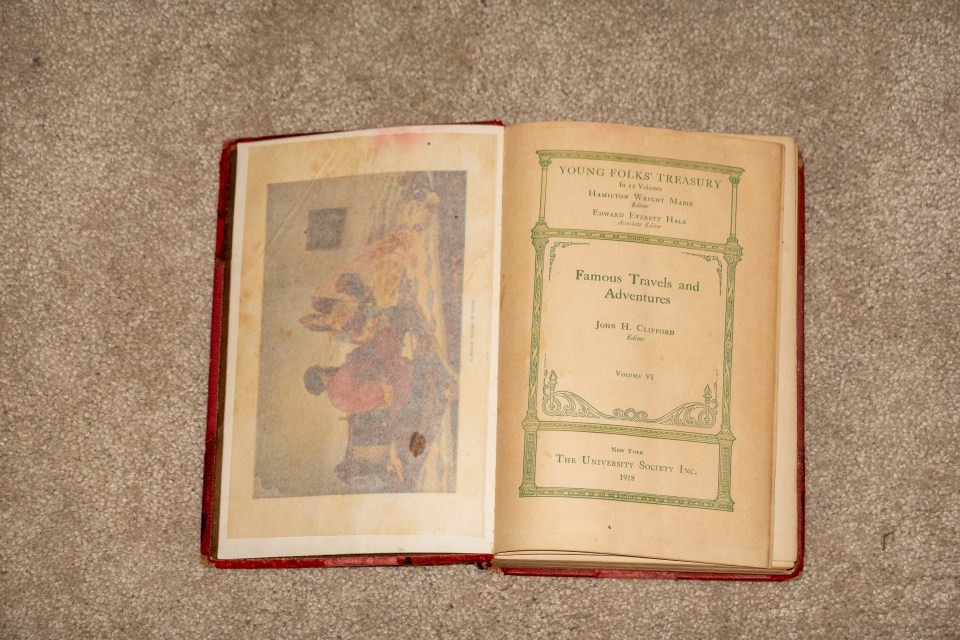 YOUNG FOLKS' TREASURY
In 12 Volumes
HAMILTON WRIGHT MABIE
Editor
EDWARD EVERETT HALE
Associate Editor
Famous Travels and
Adventures
JOHN H. CLIFFORD
Editor
VOLUME VI
NEW YORK
THE UNIVERSITY SOCIETY INC.
1918